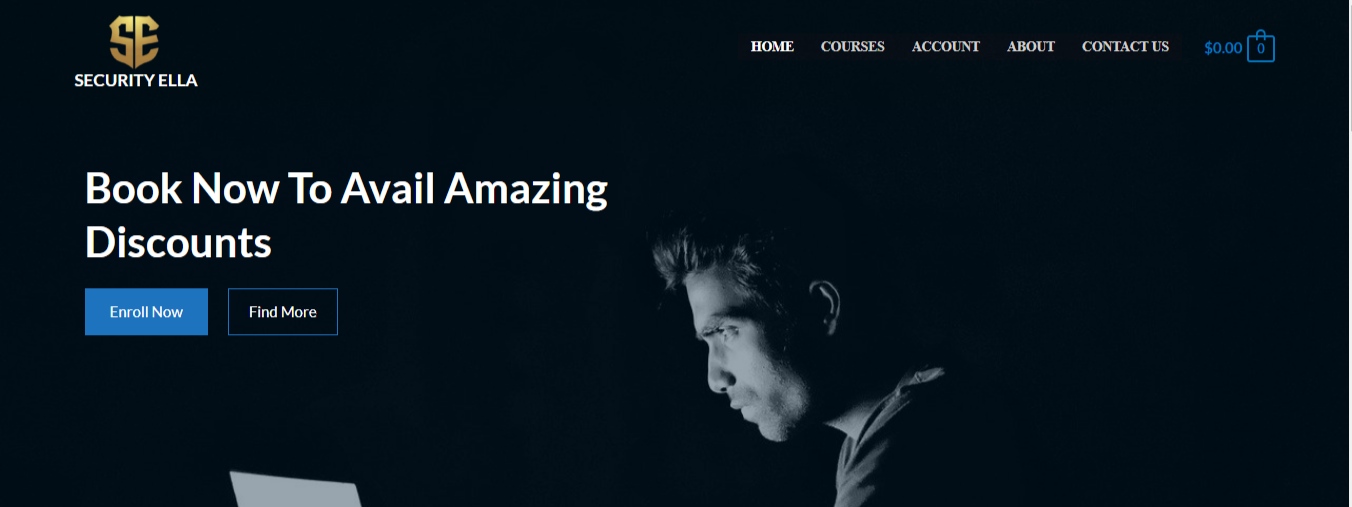 SE
SECURITY ELLA
HOME COURSES ACCOUNT ABOUT CONTACT US $0.00 0
Book Now To Avail Amazing
Discounts
Enroll Now Find More